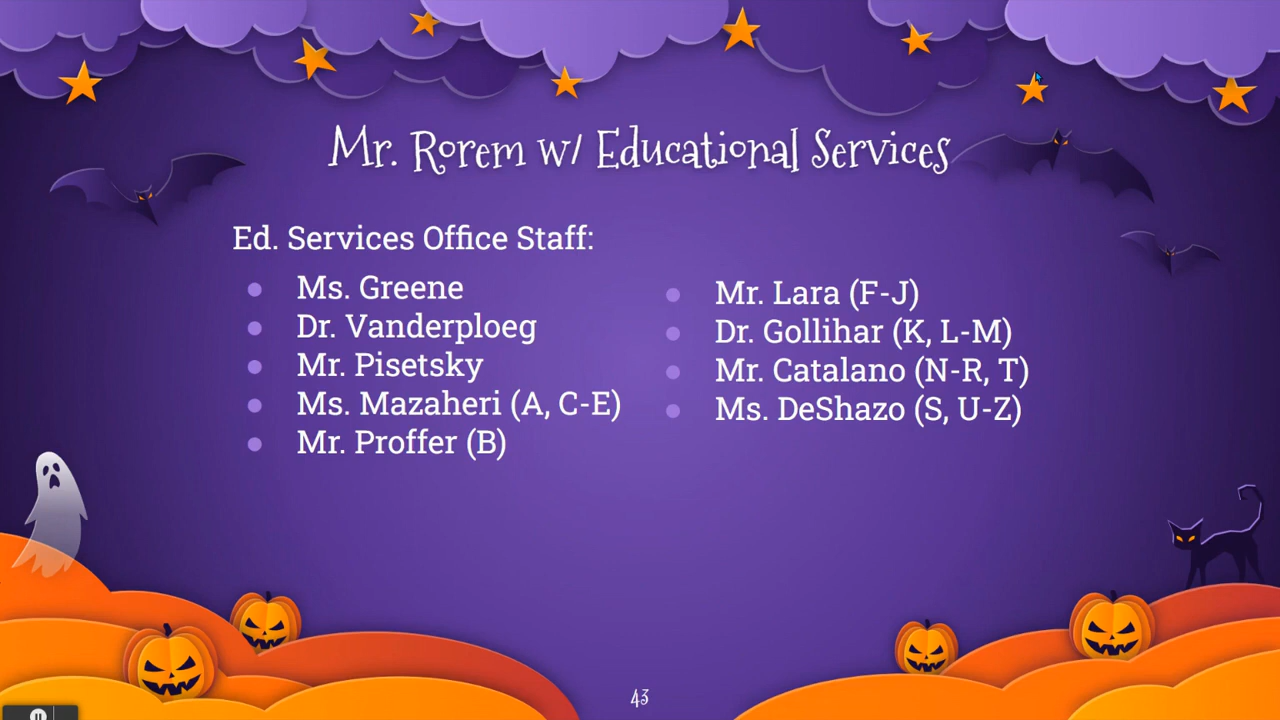 Mr. Rorem w/ Educational Services
Ed. Services Office Staff:
Ms. Greene
Dr. Vanderploeg
Mr. Pisetsky
Ms. Mazaheri (A, C-E)
Mr. Proffer (B)
Mr. Lara (F-J)
Dr. Gollihar (K, L-M)
Mr. Catalano (N-R, T)
Ms. DeShazo (S, U-Z)
43